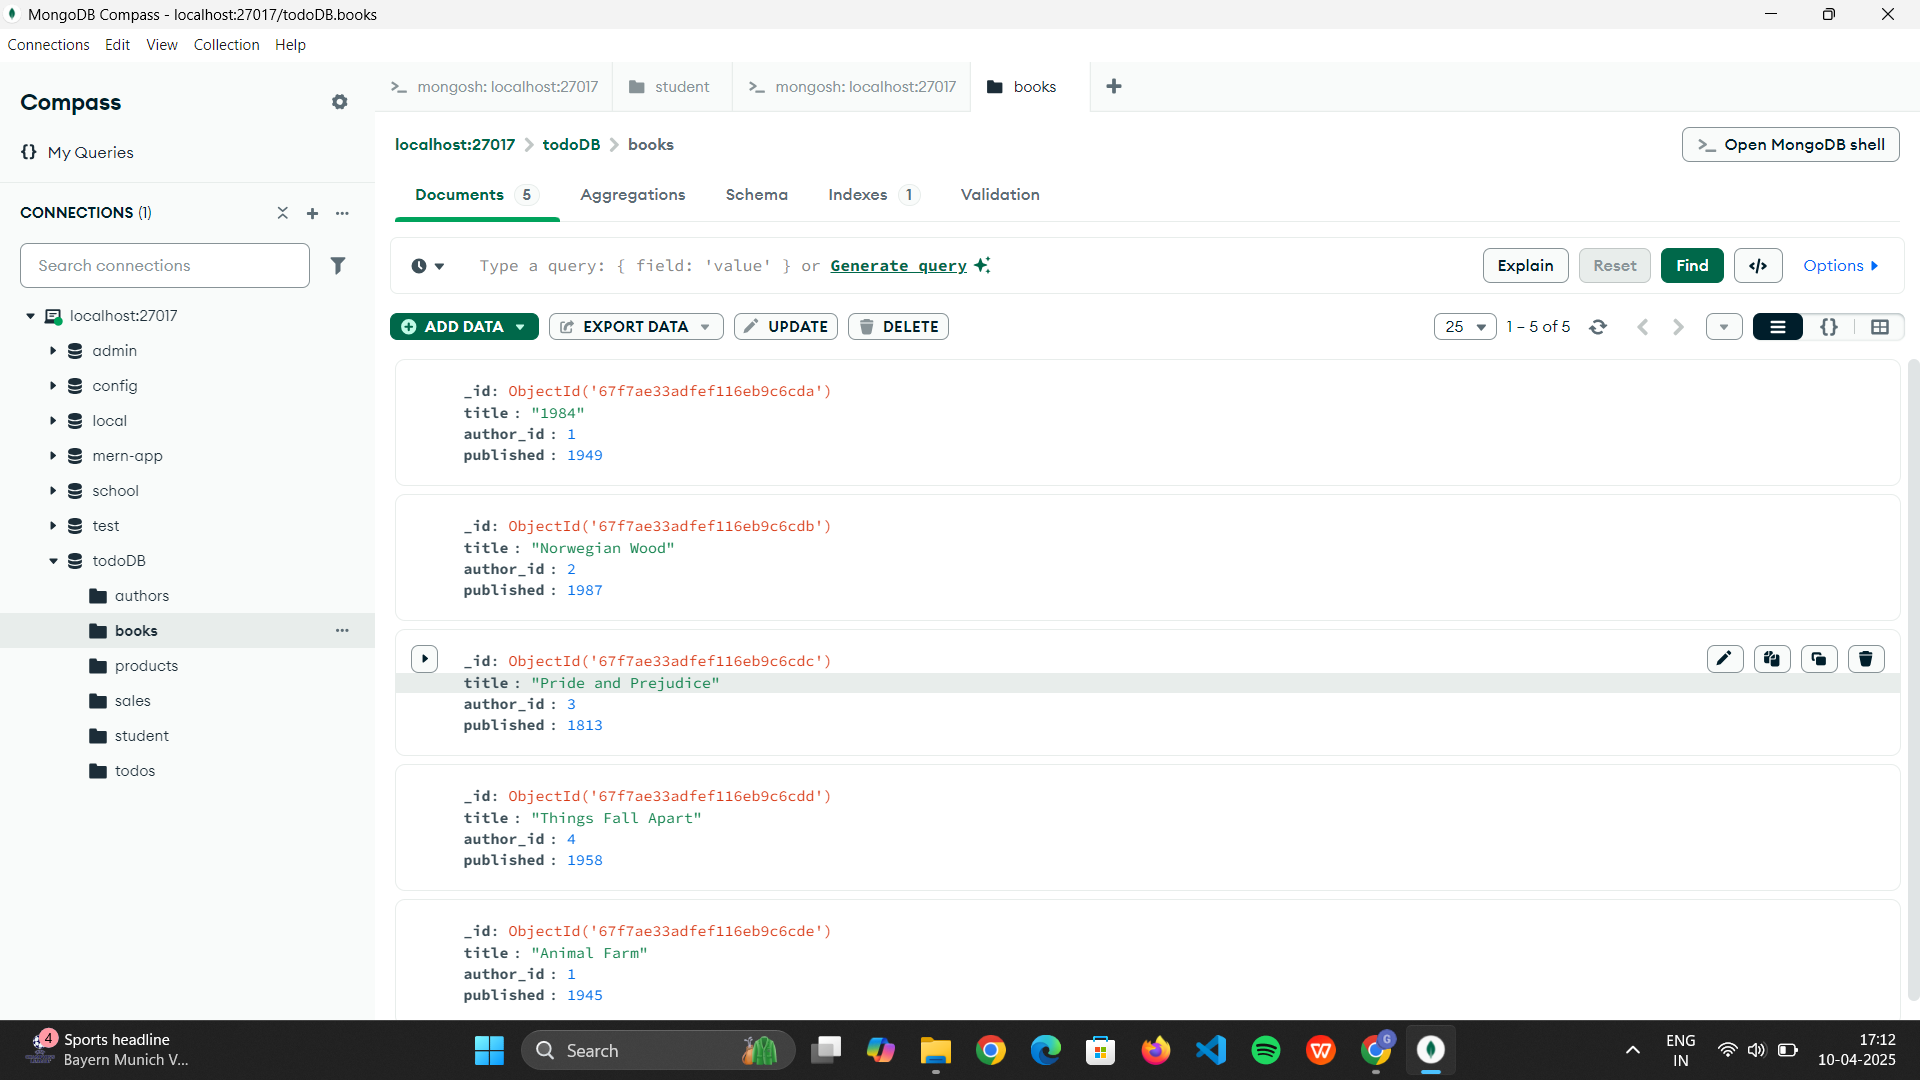 MongoDB Compass - localhost:27017/todoDB.books
Connections Edit View Collection Help
Compass
{} My Queries
CONNECTIONS (1)
Search connections
localhost:27017
admin
config
local
mern-app
school
test
todoDB
authors
books
products
sales
student
todos
mongosh: localhost:27017
student
mongosh: localhost:27017
books
localhost:27017 > todoDB > books
>_ Open MongoDB shell
Documents 5 Aggregations Schema Indexes 1 Validation
Type a query: { field: 'value' } or Generate query
Explain Reset Find </> Options
ADD DATA EXPORT DATA UPDATE DELETE
25 1 – 5 of 5 {}
_id: ObjectId('67f7ae33adfef116eb9c6cda')
title : "1984"
author_id : 1
published : 1949
_id: ObjectId('67f7ae33adfef116eb9c6cdb')
title : "Norwegian Wood"
author_id : 2
published : 1987
_id: ObjectId('67f7ae33adfef116eb9c6cdc')
title : "Pride and Prejudice"
author_id : 3
published : 1813
_id: ObjectId('67f7ae33adfef116eb9c6cdd')
title : "Things Fall Apart"
author_id : 4
published : 1958
_id: ObjectId('67f7ae33adfef116eb9c6cde')
title : "Animal Farm"
author_id : 1
published : 1945
4
Sports headline
Bayern Munich V...
Search
W
G
ENG
IN
17:12
10-04-2025